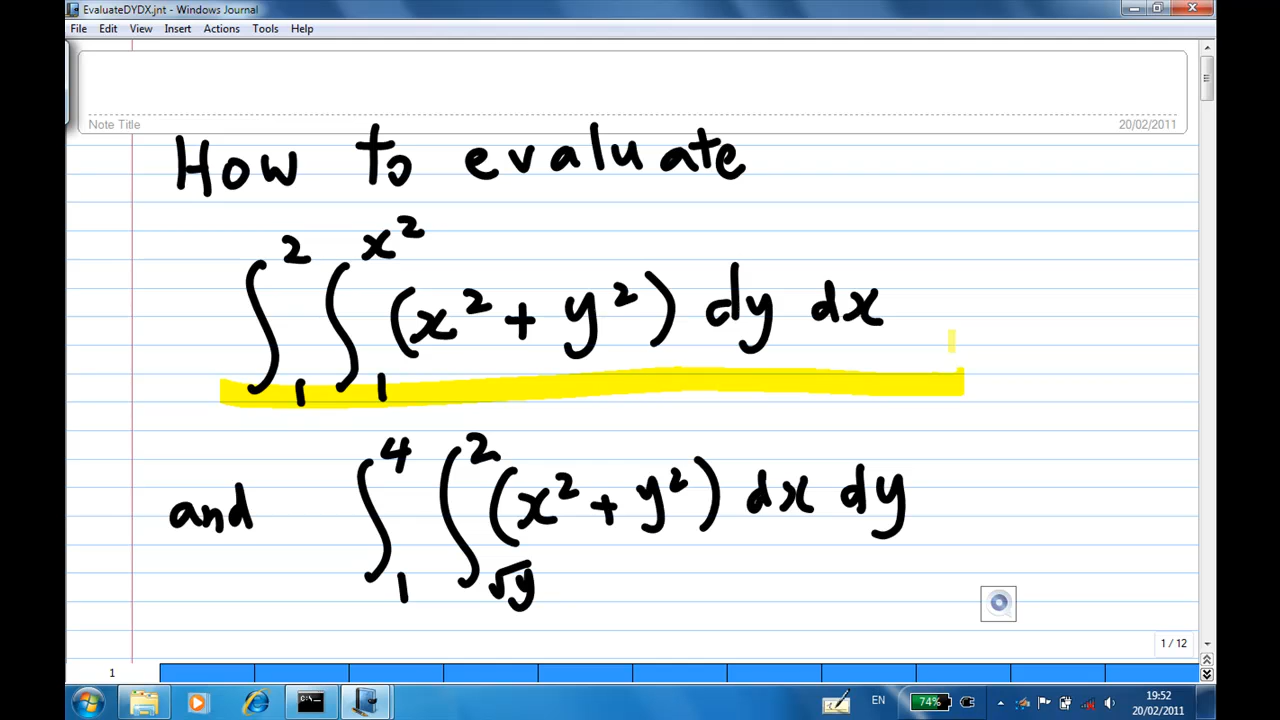 EvaluateDYDX.jnt - Windows Journal
File Edit View Insert Actions Tools Help
Note Title
20/02/2011
How to evaluate
∫₁² ∫₁^(x²) (x² + y²) dy dx
and ∫₁⁴ ∫_(√y)² (x² + y²) dx dy
1 / 12
1
EN
74%
19:52
20/02/2011